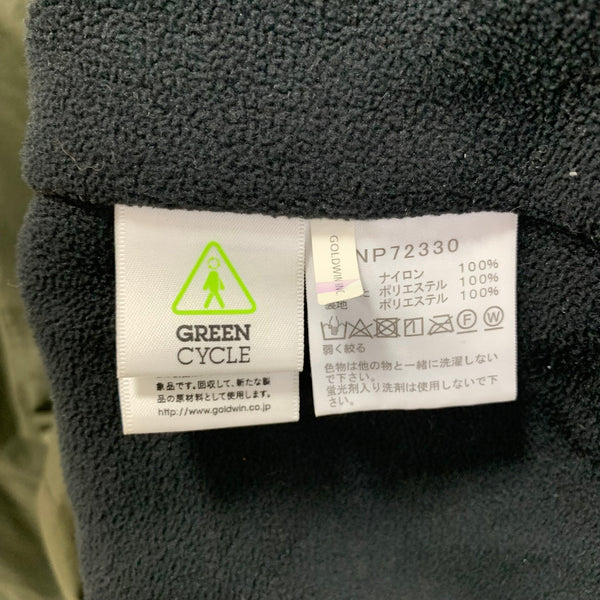 GREEN
CYCLE
象品です。回収して、新たな製
品の原材料として使用します。
http://www.goldwin.co.jp
GOLDWIN INC.
NP72330
ナイロン 100%
ポリエステル 100%
裏地 ポリエステル 100%
弱く絞る
色物は他の物と一緒に洗濯しない
で下さい。
蛍光剤入り洗剤は使用しないで下
さい。